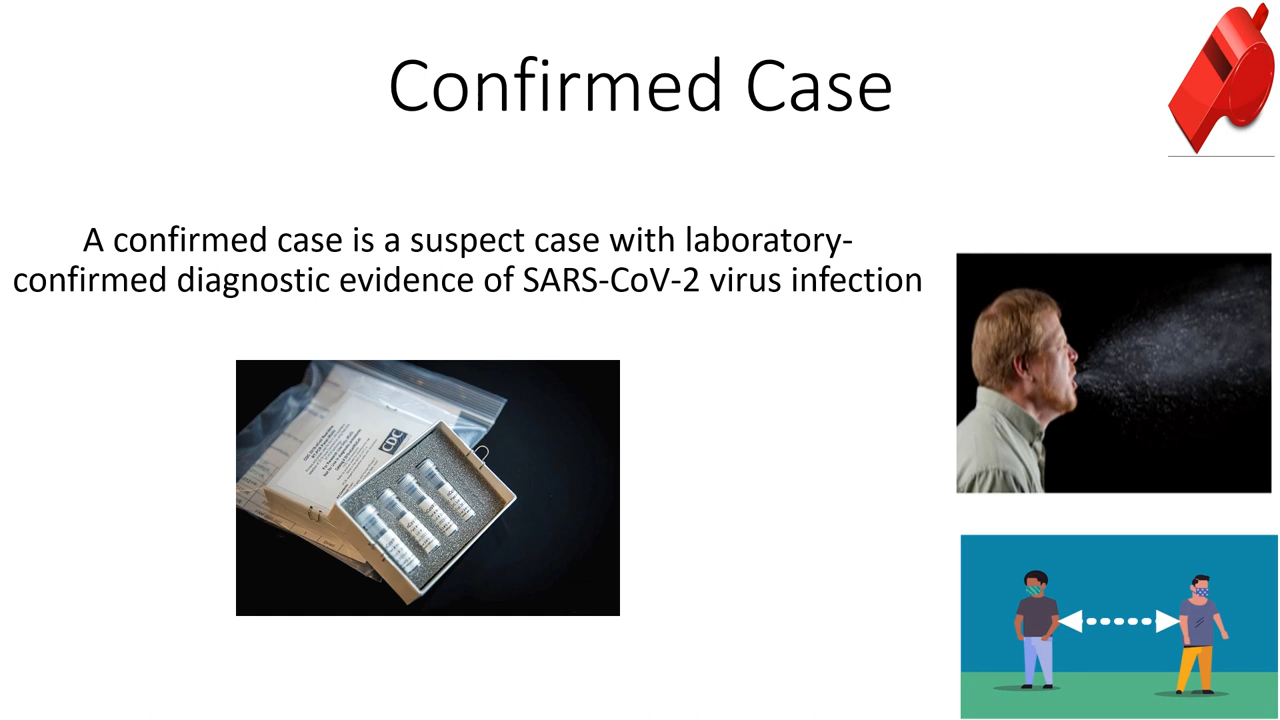 Confirmed Case
A confirmed case is a suspect case with laboratory-
confirmed diagnostic evidence of SARS-CoV-2 virus infection
CDC